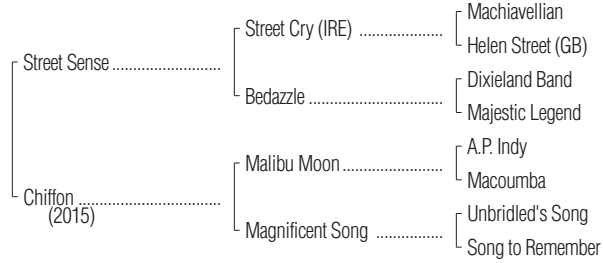 Machiavellian
Street Cry (IRE) ....................
Helen Street (GB)
Street Sense ..........................
Dixieland Band
Bedazzle ................................
Majestic Legend
A.P. Indy
Malibu Moon ........................
Macoumba
Chiffon ..................................
(2015)
Unbridled's Song
Magnificent Song ................
Song to Remember